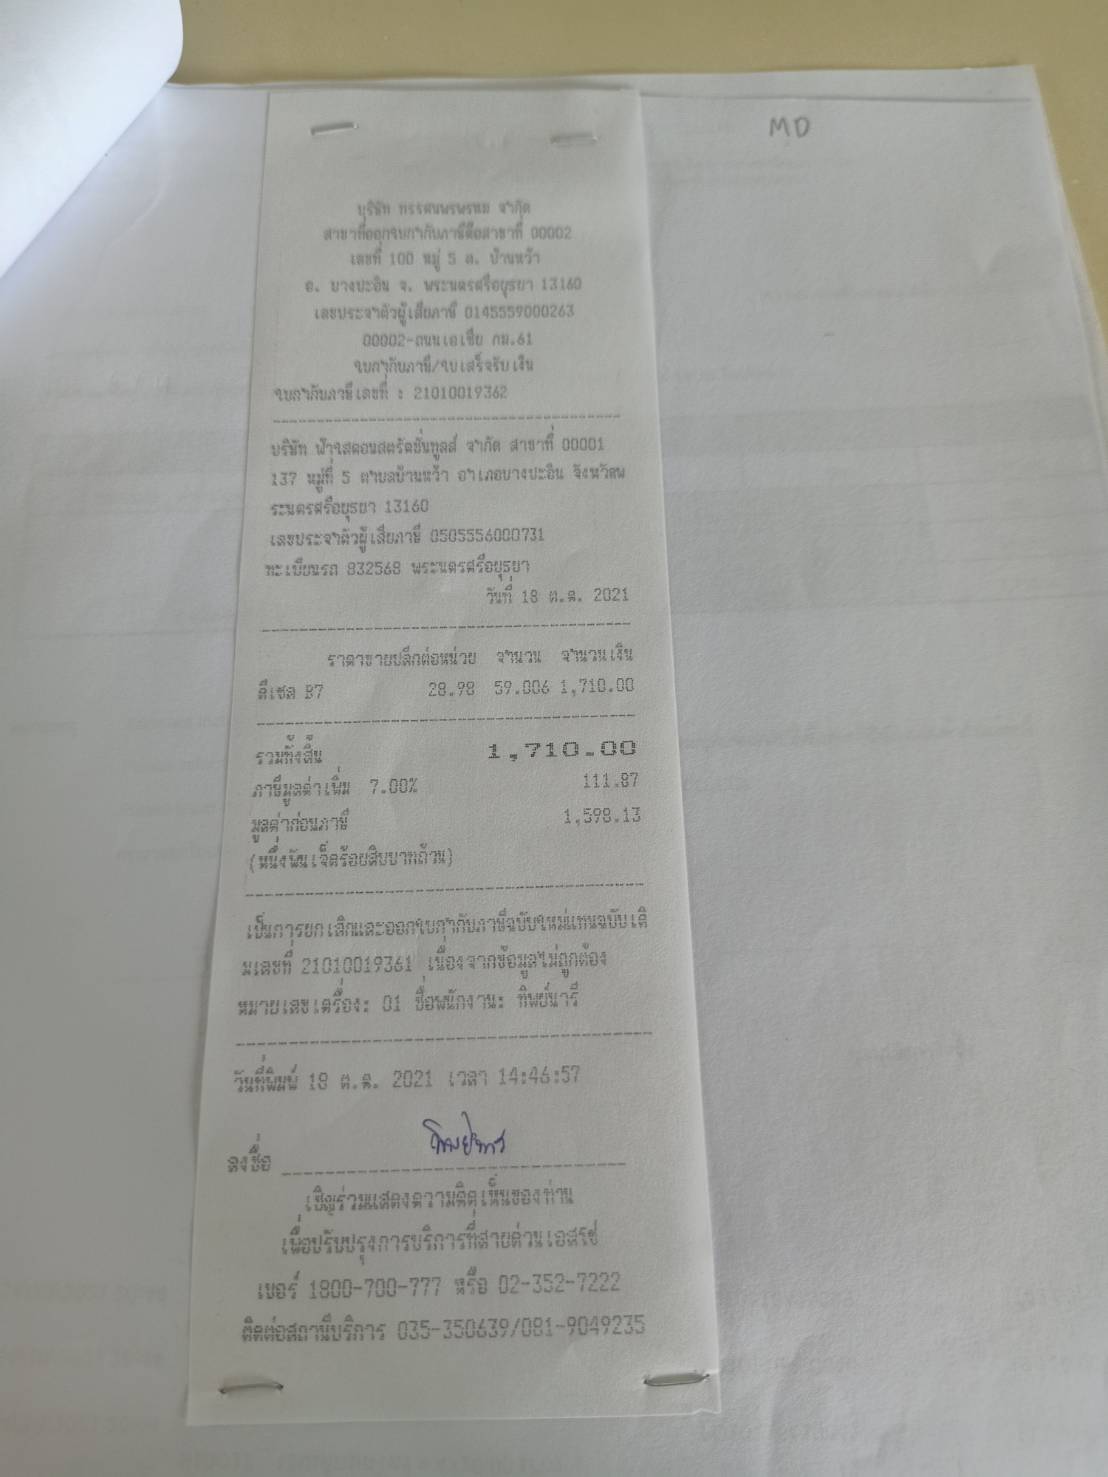 MD
บริษัท พรรคนพรพรหม จำกัด
สาขาที่ออกใบกำกับภาษีคือสาขาที่ 00002
เลขที่ 100 หมู่ 5 ต. บ้านหว้า
อ. บางปะอิน จ. พระนครศรีอยุธยา 13160
เลขประจำตัวผู้เสียภาษี 0145559000263
00002-ถนนเอเชีย กม.61
ใบกำกับภาษี/ใบเสร็จรับเงิน
ใบกำกับภาษีเลขที่ : 21010019362
บริษัท ฟ้าใสคอนสตรัคชั่นทูลส์ จำกัด สาขาที่ 00001
137 หมู่ที่ 5 ตำบลบ้านหว้า อำเภอบางปะอิน จังหวัดพ
ระนครศรีอยุธยา 13160
เลขประจำตัวผู้เสียภาษี 0505556000731
ทะเบียนรถ 832568 พระนครศรีอยุธยา
วันที่ 18 ต.ค. 2021
ราคาขายปลีกต่อหน่วย จำนวน จำนวนเงิน
ดีเซล B7 28.98 59.006 1,710.00
รวมทั้งสิ้น 1,710.00
ภาษีมูลค่าเพิ่ม 7.00% 111.87
มูลค่าก่อนภาษี 1,598.13
(หนึ่งพันเจ็ดร้อยสิบบาทถ้วน)
เป็นการยกเลิกและออกใบกำกับภาษีฉบับใหม่แทนฉบับเดิ
มเลขที่ 21010019361 เนื่องจากข้อมูลไม่ถูกต้อง
หมายเลขเครื่อง: 01 ชื่อพนักงาน: ทิพย์นารี
วันที่พิมพ์ 18 ต.ค. 2021 เวลา 14:46:57
ลงชื่อ
เชิญร่วมแสดงความคิดเห็นของท่าน
เพื่อปรับปรุงการบริการที่สายด่วนเอสโซ่
เบอร์ 1800-700-777 หรือ 02-352-7222
ติดต่อสถานีบริการ 035-350639/081-9049235